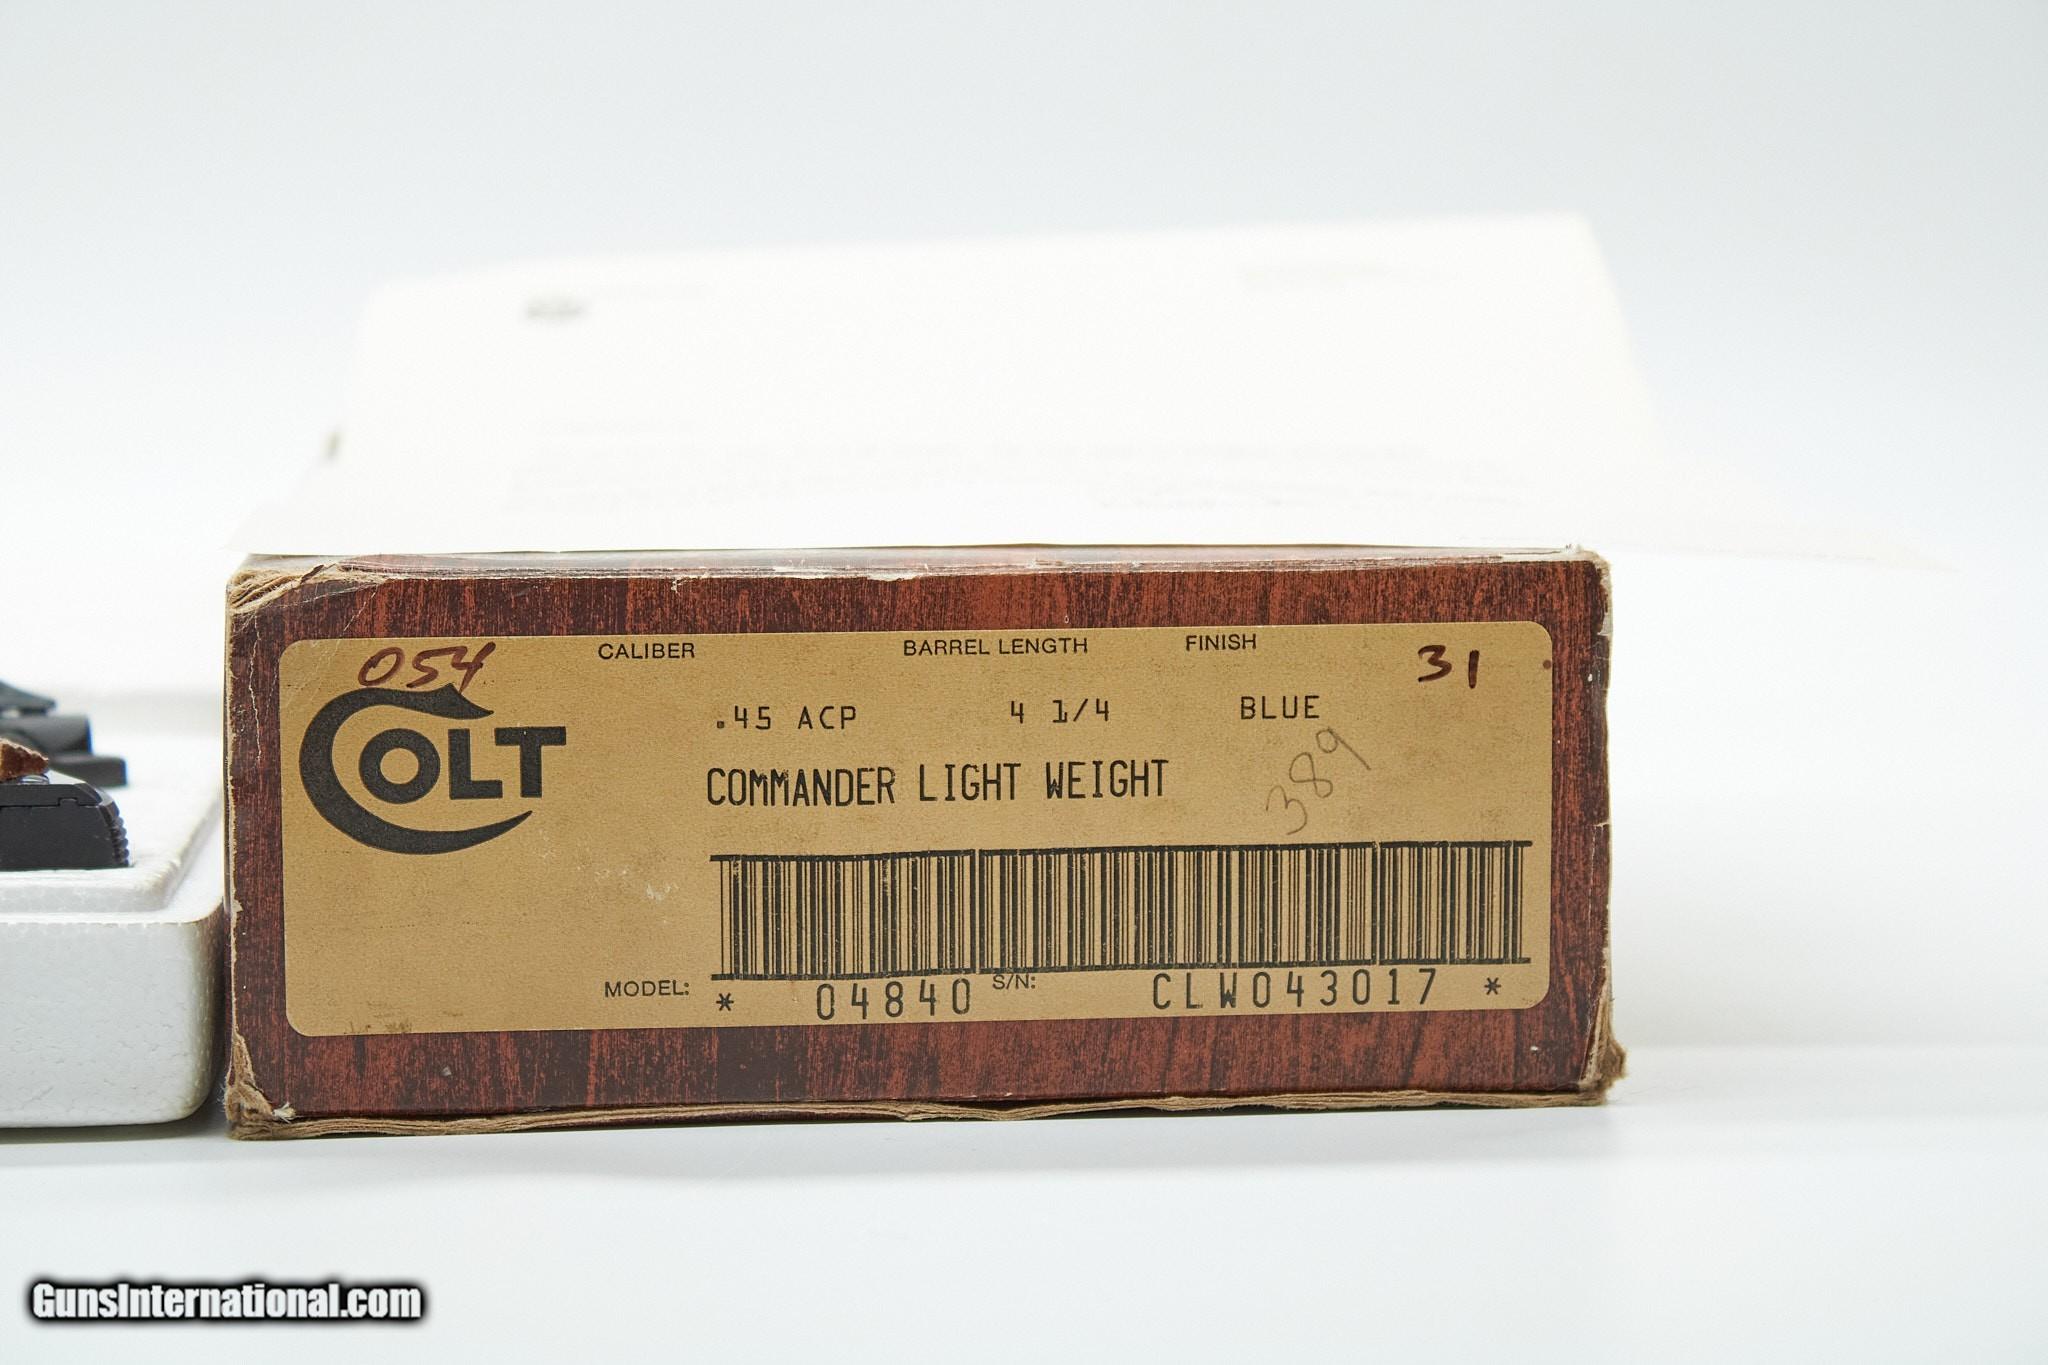 054
CALIBER BARREL LENGTH FINISH 31
.45 ACP 4 1/4 BLUE
COLT
COMMANDER LIGHT WEIGHT 389
MODEL: * 04840 S/N: CLW043017 *
GunsInternational.com